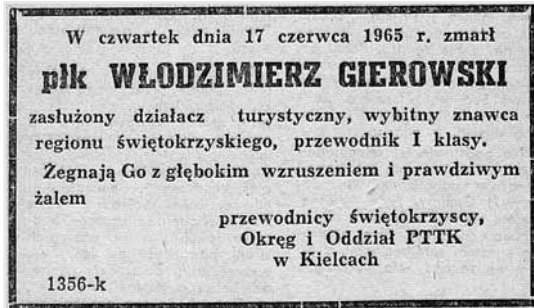 W czwartek dnia 17 czerwca 1965 r. zmarł
płk WŁODZIMIERZ GIEROWSKI
zasłużony działacz turystyczny, wybitny znawca
regionu świętokrzyskiego, przewodnik I klasy.
Żegnają Go z głębokim wzruszeniem i prawdziwym
żalem
przewodnicy świętokrzyscy,
Okręg i Oddział PTTK
w Kielcach
1356-k